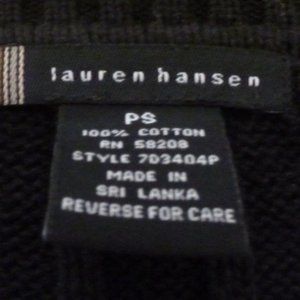 lauren hansen
PS
100% COTTON
RN 58208
STYLE 7D3404P
MADE IN
SRI LANKA
REVERSE FOR CARE